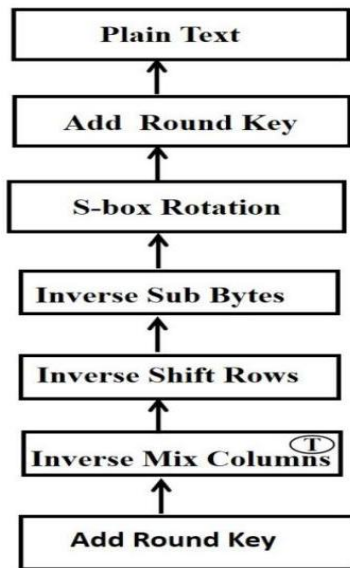 Plain Text
Add Round Key
S-box Rotation
Inverse Sub Bytes
Inverse Shift Rows
T
Inverse Mix Columns
Add Round Key